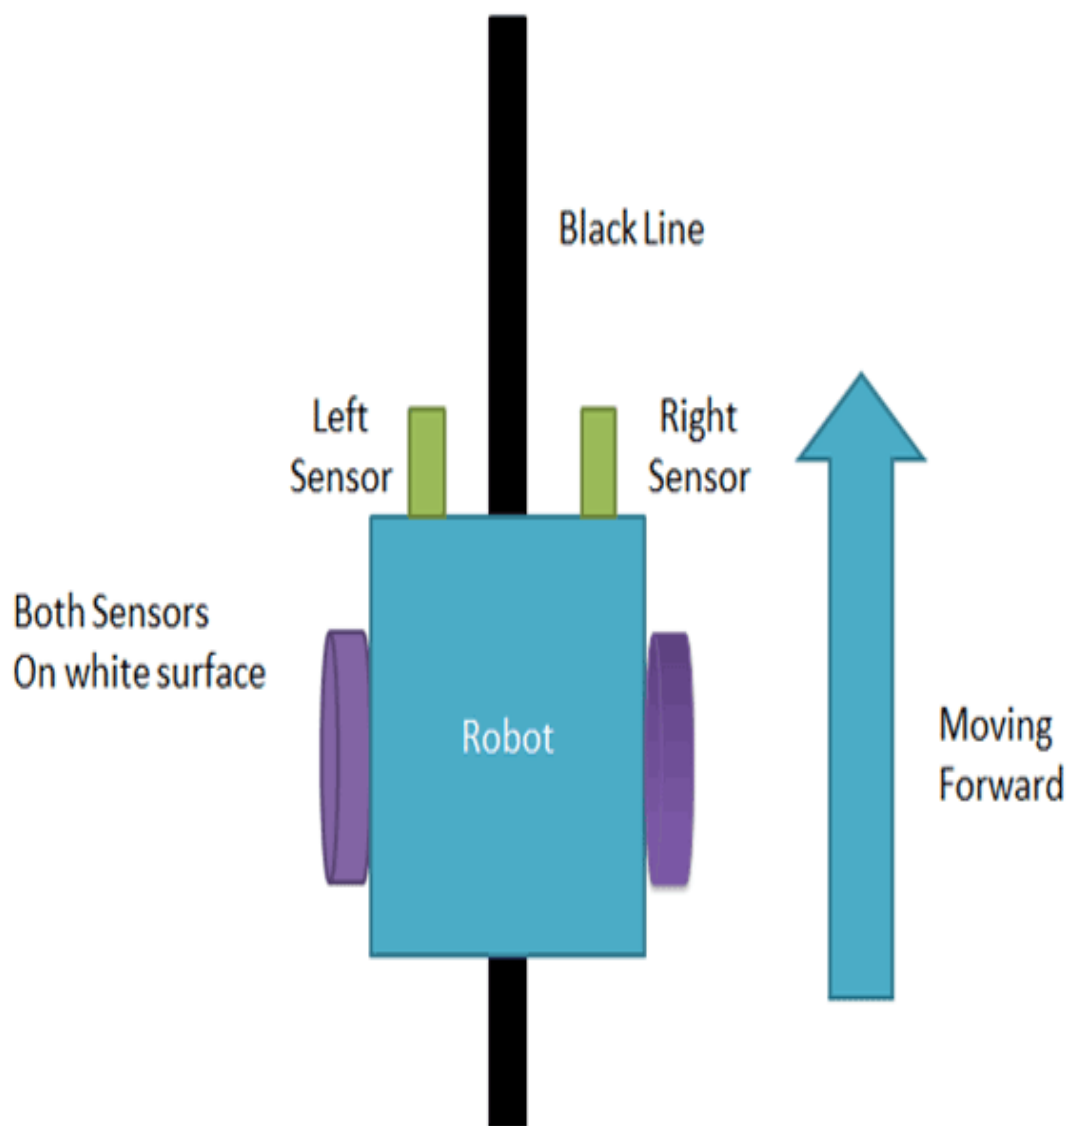 Black Line
Left
Sensor
Right
Sensor
Both Sensors
On white surface
Robot
Moving
Forward